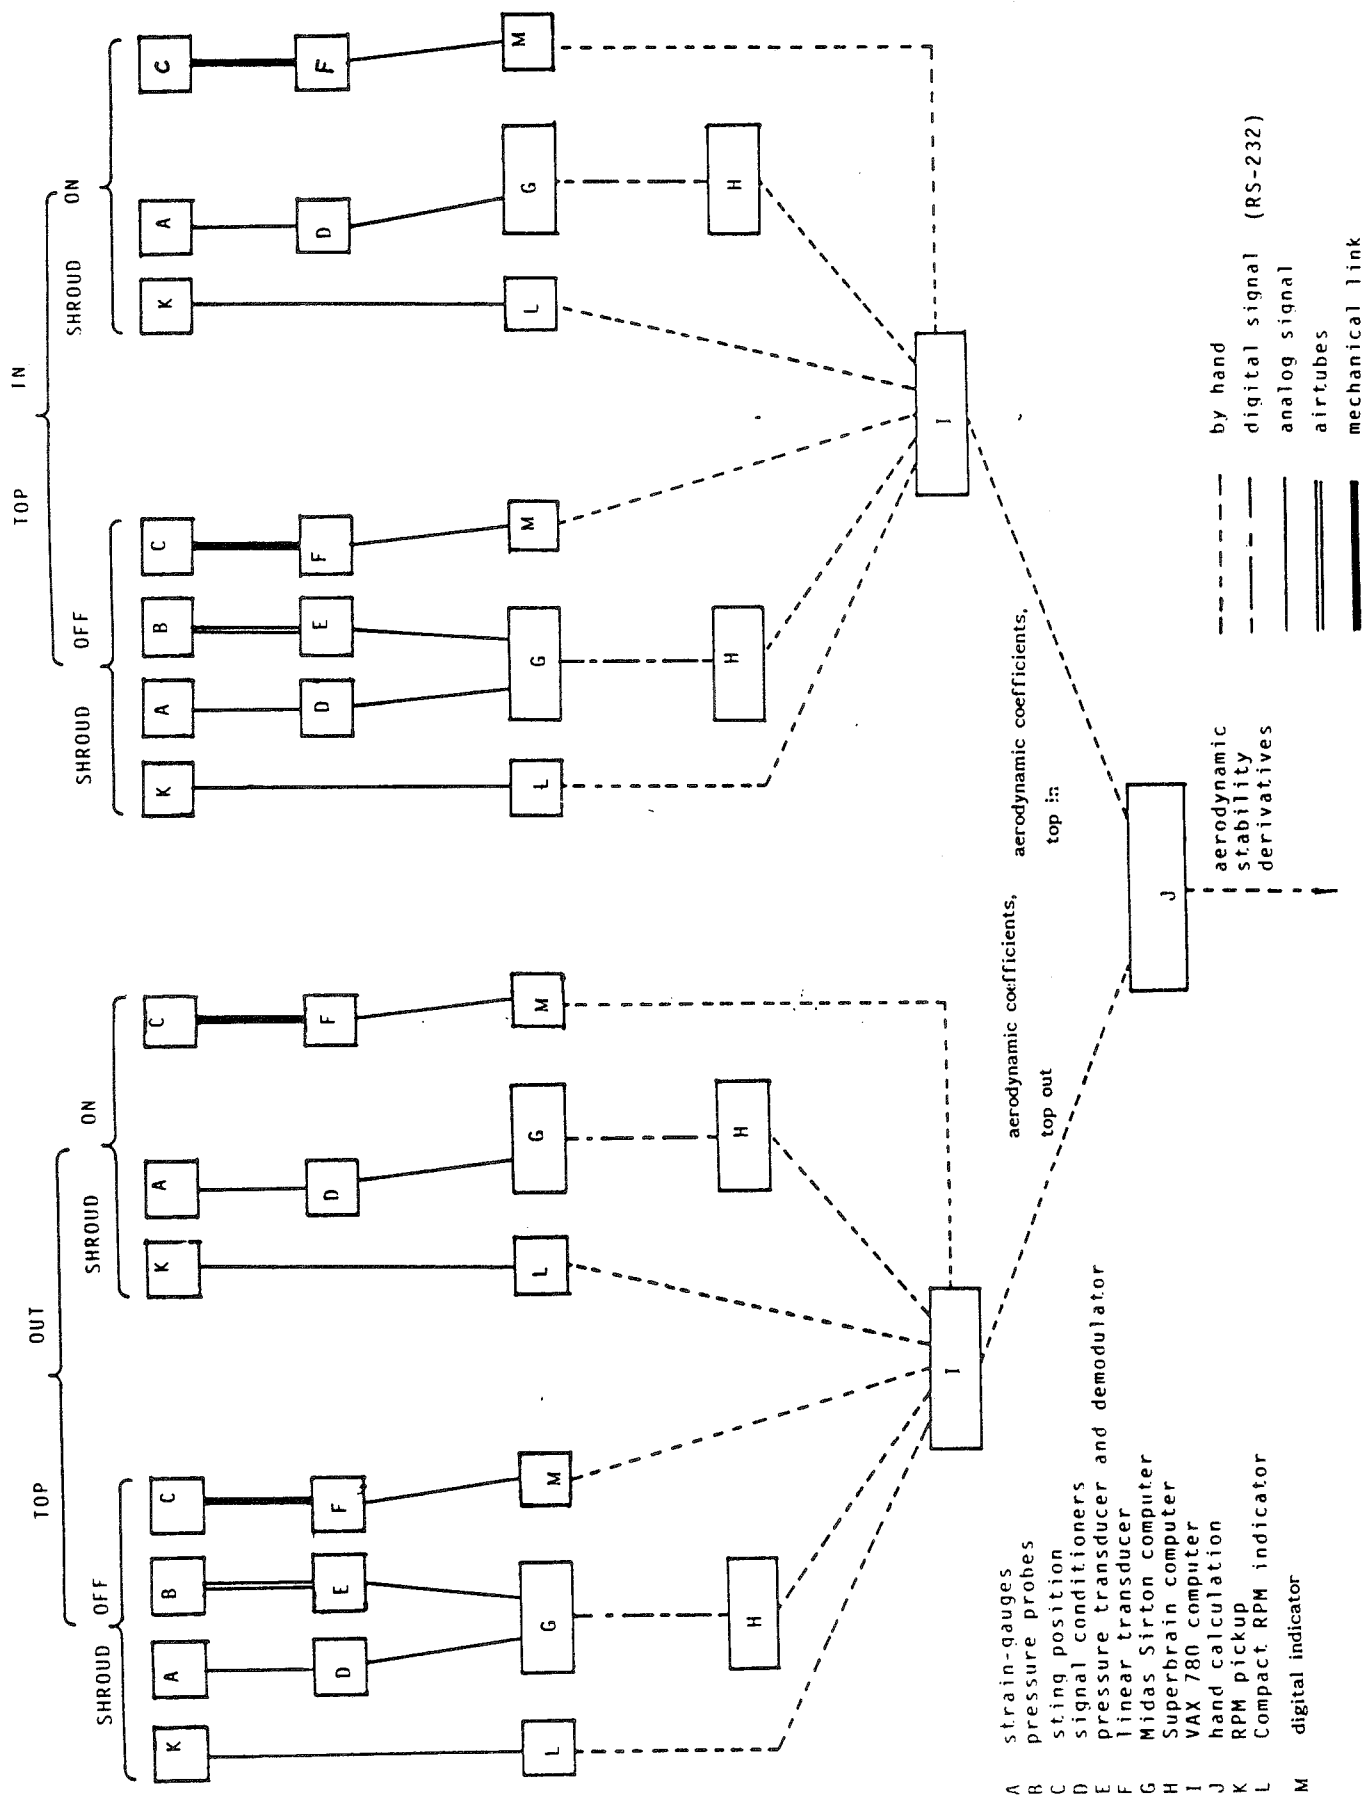 TOP OUT
TOP IN
SHROUD OFF
SHROUD ON
SHROUD OFF
SHROUD ON
K A B C
K A C
K A B C
K A C
D E F
D F
D E F
D F
L G M
L G M
L G M
L G M
H
H
H
H
I
I
aerodynamic coefficients,
top out
aerodynamic coefficients,
top in
J
aerodynamic
stability
derivatives
A strain-gauges
B pressure probes
C sting position
D signal conditioners
E pressure transducer and demodulator
F linear transducer
G Midas Sirton computer
H Superbrain computer
I VAX 780 computer
J hand calculation
K RPM pickup
L Compact RPM indicator
M digital indicator
by hand
digital signal (RS-232)
analog signal
airtubes
mechanical link